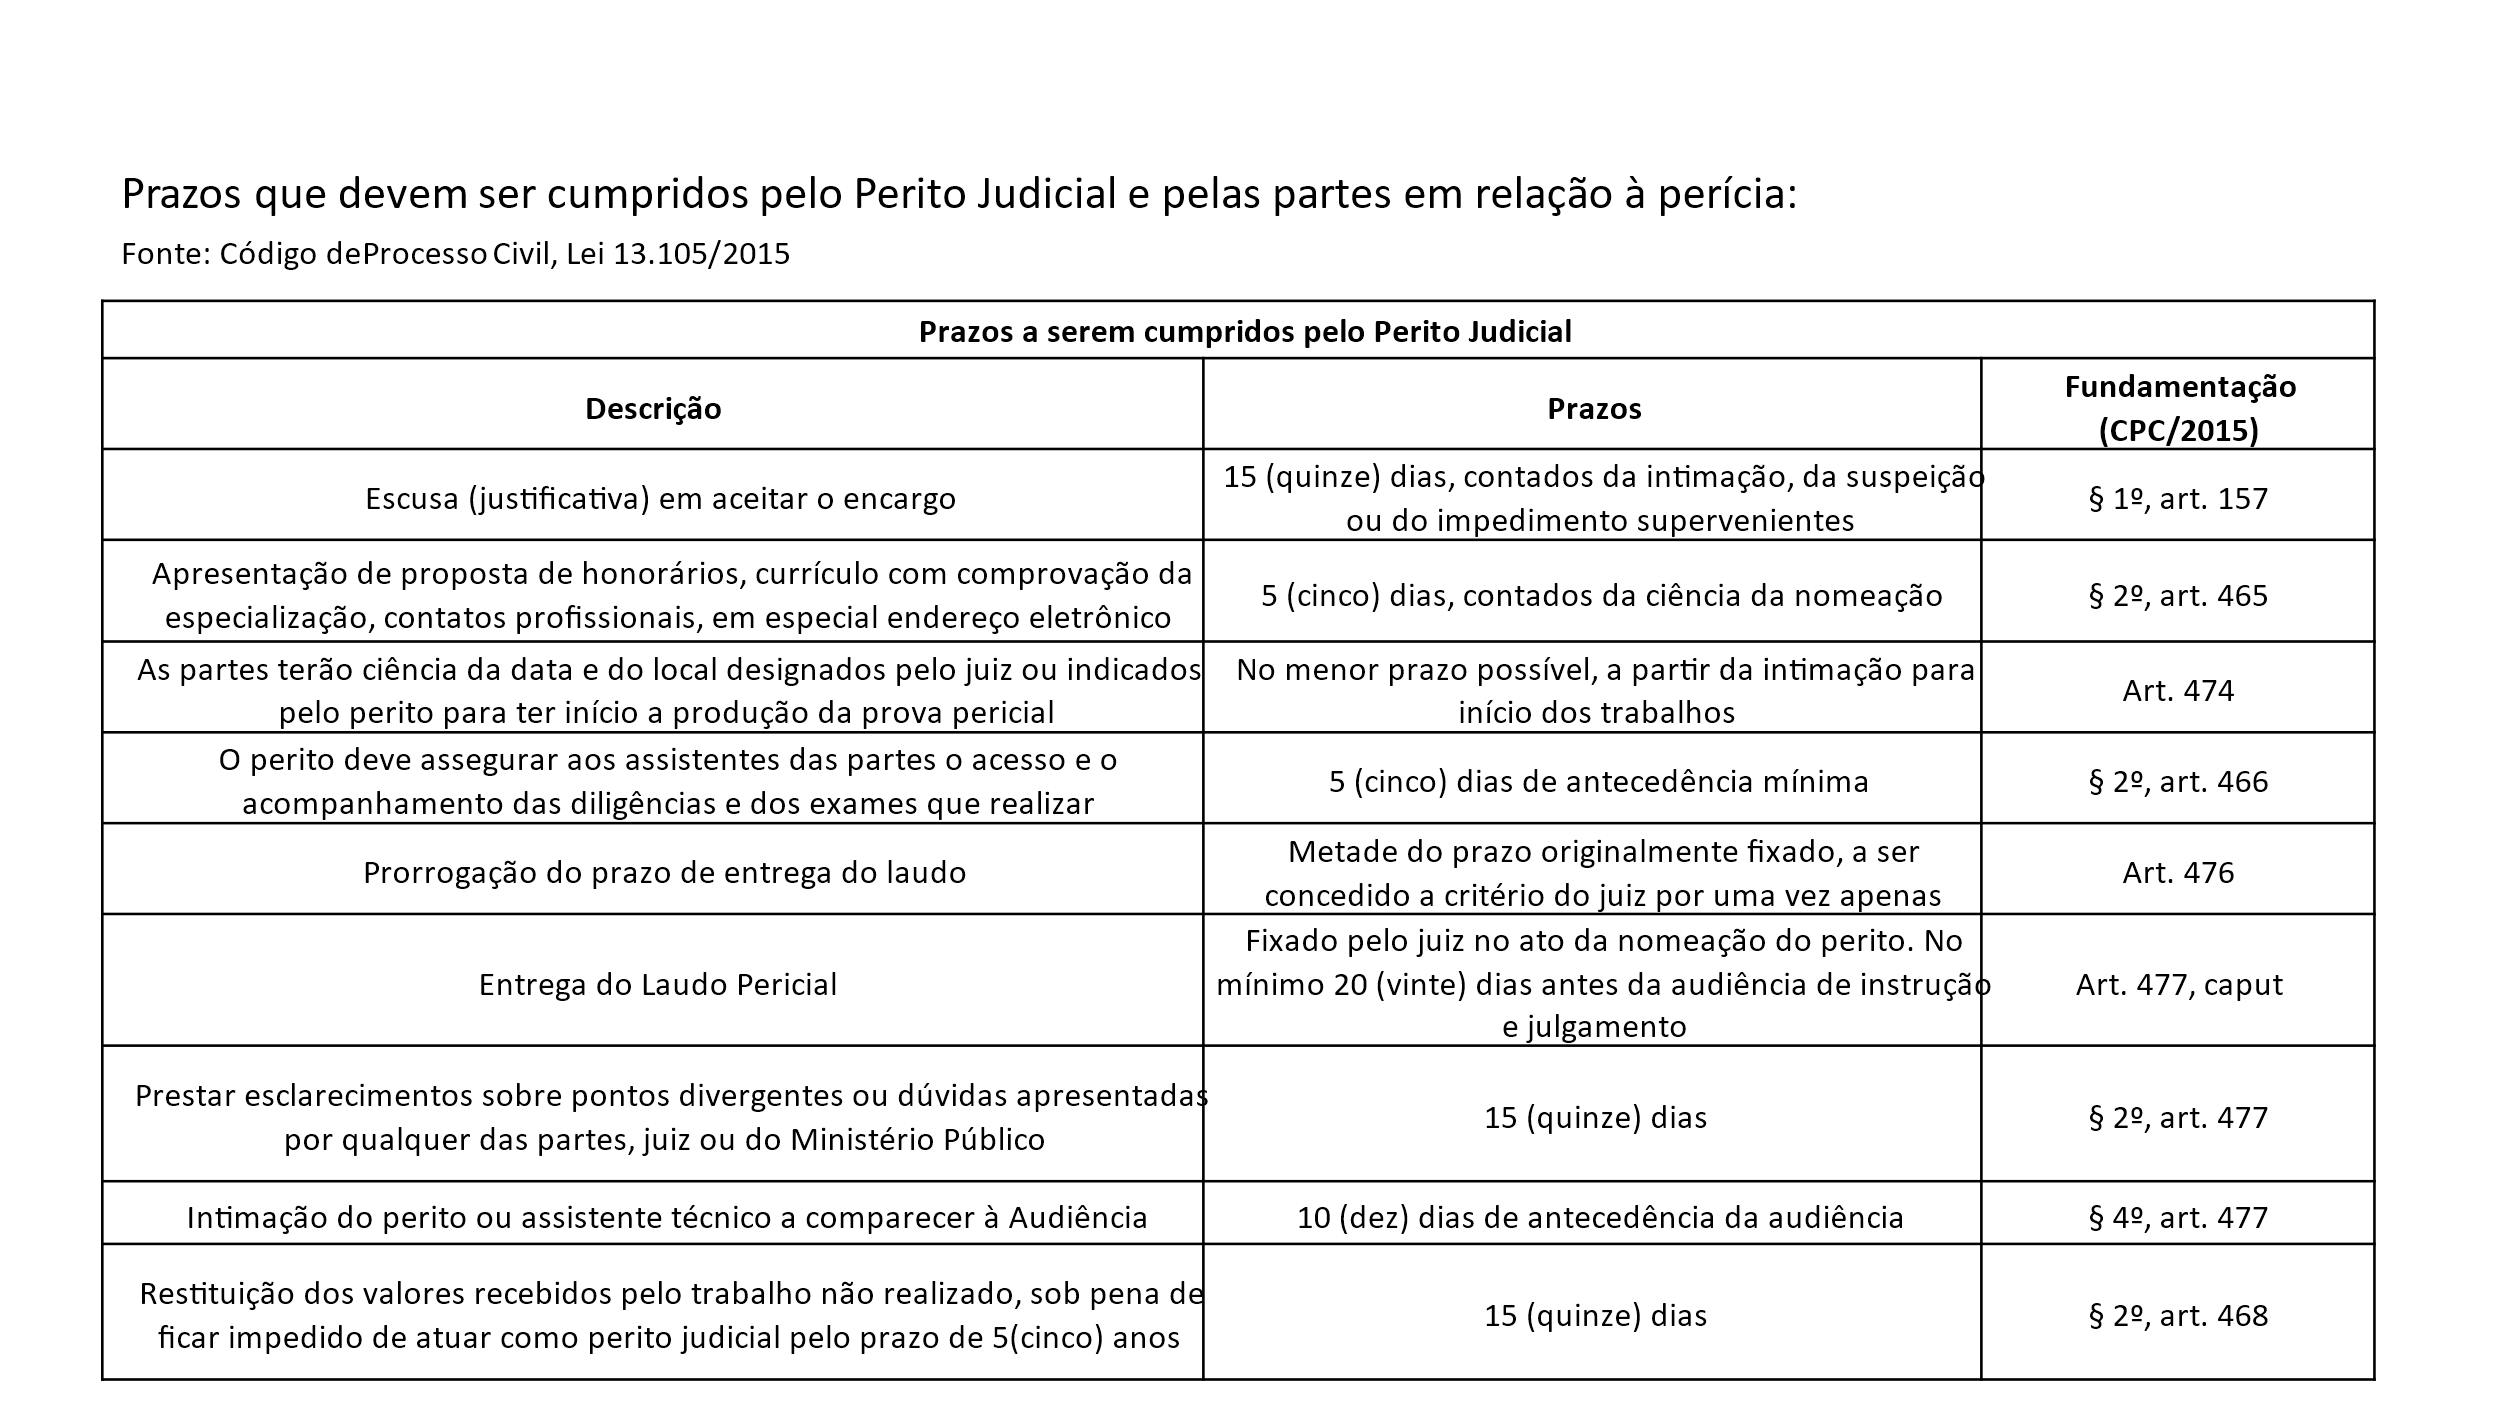 Prazos que devem ser cumpridos pelo Perito Judicial e pelas partes em relação à perícia:
Fonte: Código deProcesso Civil, Lei 13.105/2015
Prazos a serem cumpridos pelo Perito Judicial
Descrição
Prazos
Fundamentação
(CPC/2015)
Escusa (justificativa) em aceitar o encargo
15 (quinze) dias, contados da intimação, da suspeição
ou do impedimento supervenientes
§ 1º, art. 157
Apresentação de proposta de honorários, currículo com comprovação da
especialização, contatos profissionais, em especial endereço eletrônico
5 (cinco) dias, contados da ciência da nomeação
§ 2º, art. 465
As partes terão ciência da data e do local designados pelo juiz ou indicados
pelo perito para ter início a produção da prova pericial
No menor prazo possível, a partir da intimação para
início dos trabalhos
Art. 474
O perito deve assegurar aos assistentes das partes o acesso e o
acompanhamento das diligências e dos exames que realizar
5 (cinco) dias de antecedência mínima
§ 2º, art. 466
Prorrogação do prazo de entrega do laudo
Metade do prazo originalmente fixado, a ser
concedido a critério do juiz por uma vez apenas
Art. 476
Entrega do Laudo Pericial
Fixado pelo juiz no ato da nomeação do perito. No
mínimo 20 (vinte) dias antes da audiência de instrução
e julgamento
Art. 477, caput
Prestar esclarecimentos sobre pontos divergentes ou dúvidas apresentadas
por qualquer das partes, juiz ou do Ministério Público
15 (quinze) dias
§ 2º, art. 477
Intimação do perito ou assistente técnico a comparecer à Audiência
10 (dez) dias de antecedência da audiência
§ 4º, art. 477
Restituição dos valores recebidos pelo trabalho não realizado, sob pena de
ficar impedido de atuar como perito judicial pelo prazo de 5(cinco) anos
15 (quinze) dias
§ 2º, art. 468